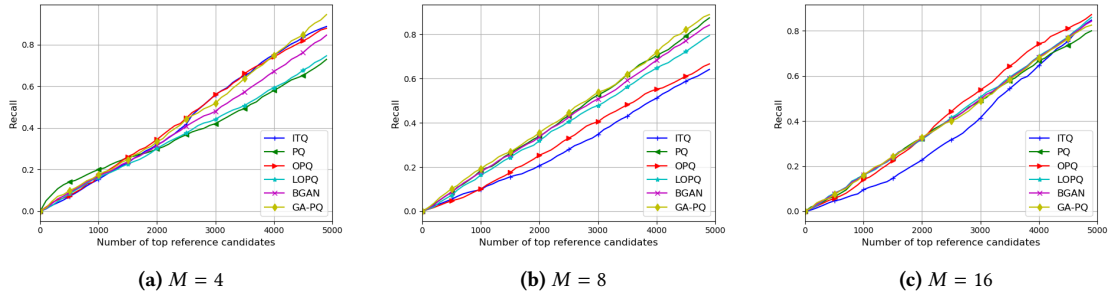 Recall
0.8
0.6
0.4
0.2
0.0
ITQ
PQ
OPQ
LOPQ
BGAN
GA-PQ
0 1000 2000 3000 4000 5000
Number of top reference candidates
(a) M = 4
Recall
0.8
0.6
0.4
0.2
0.0
ITQ
PQ
OPQ
LOPQ
BGAN
GA-PQ
0 1000 2000 3000 4000 5000
Number of top reference candidates
(b) M = 8
Recall
0.8
0.6
0.4
0.2
0.0
ITQ
PQ
OPQ
LOPQ
BGAN
GA-PQ
0 1000 2000 3000 4000 5000
Number of top reference candidates
(c) M = 16